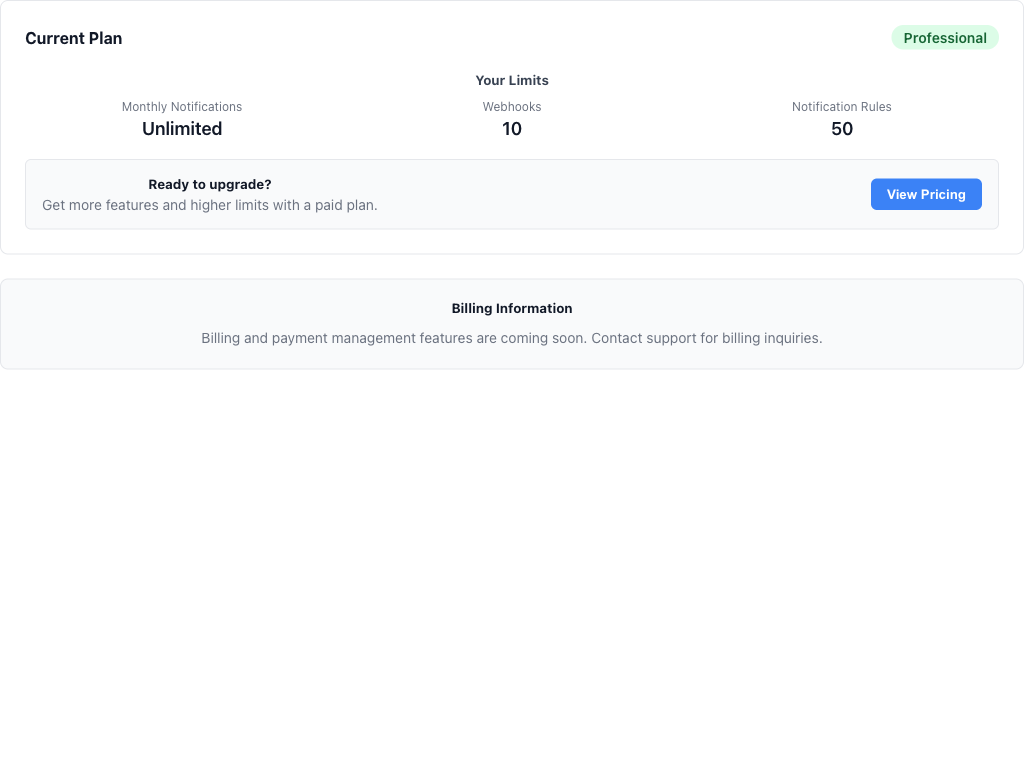 Current Plan
Professional
Your Limits
Monthly Notifications
Unlimited
Webhooks
10
Notification Rules
50
Ready to upgrade?
Get more features and higher limits with a paid plan.
View Pricing
Billing Information
Billing and payment management features are coming soon. Contact support for billing inquiries.